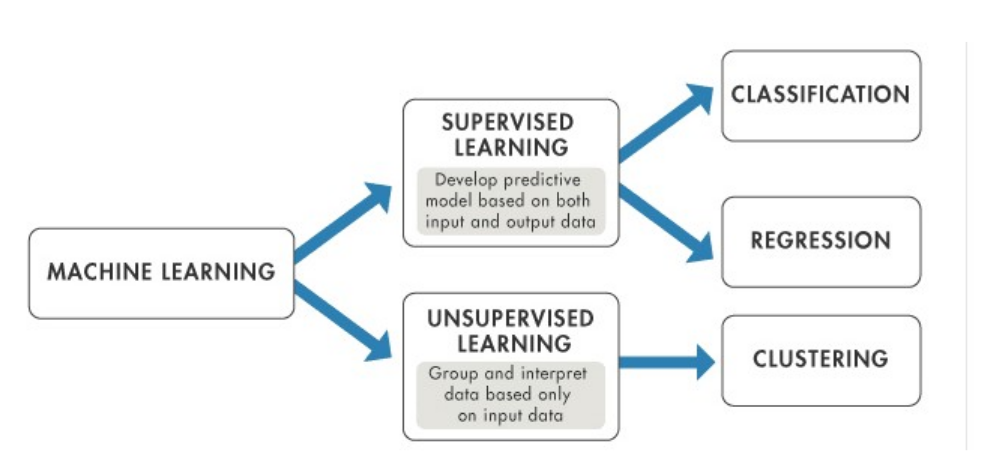 MACHINE LEARNING
SUPERVISED
LEARNING
Develop predictive
model based on both
input and output data
UNSUPERVISED
LEARNING
Group and interpret
data based only
on input data
CLASSIFICATION
REGRESSION
CLUSTERING